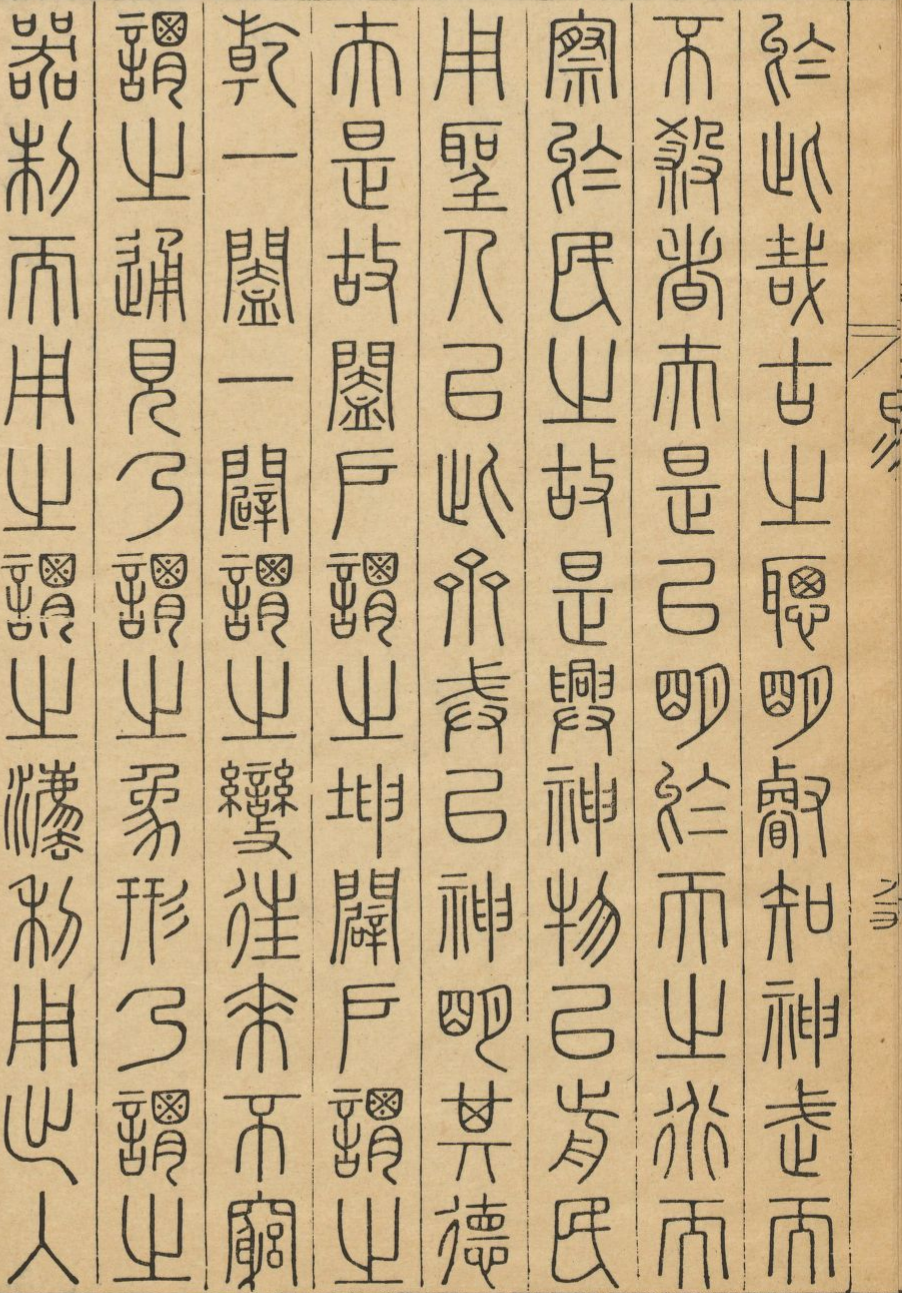 於此哉古之聰明叡知神武而
不殺者夫是以明於天之道而
察於民之故是興神物以前民
用聖人以此齊戒以神明其德
夫是故闔戶謂之坤闢戶謂之
乾一闔一闢謂之變往來不窮
謂之通見乃謂之象形乃謂之
器制而用之謂之灋利用出入